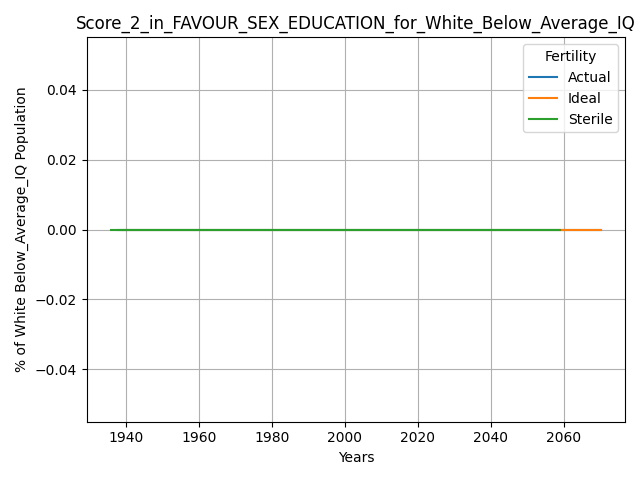 Score_2_in_FAVOUR_SEX_EDUCATION_for_White_Below_Average_IQ
Fertility
Actual
Ideal
Sterile
% of White Below_Average_IQ Population
0.04
0.02
0.00
−0.02
−0.04
1940 1960 1980 2000 2020 2040 2060
Years